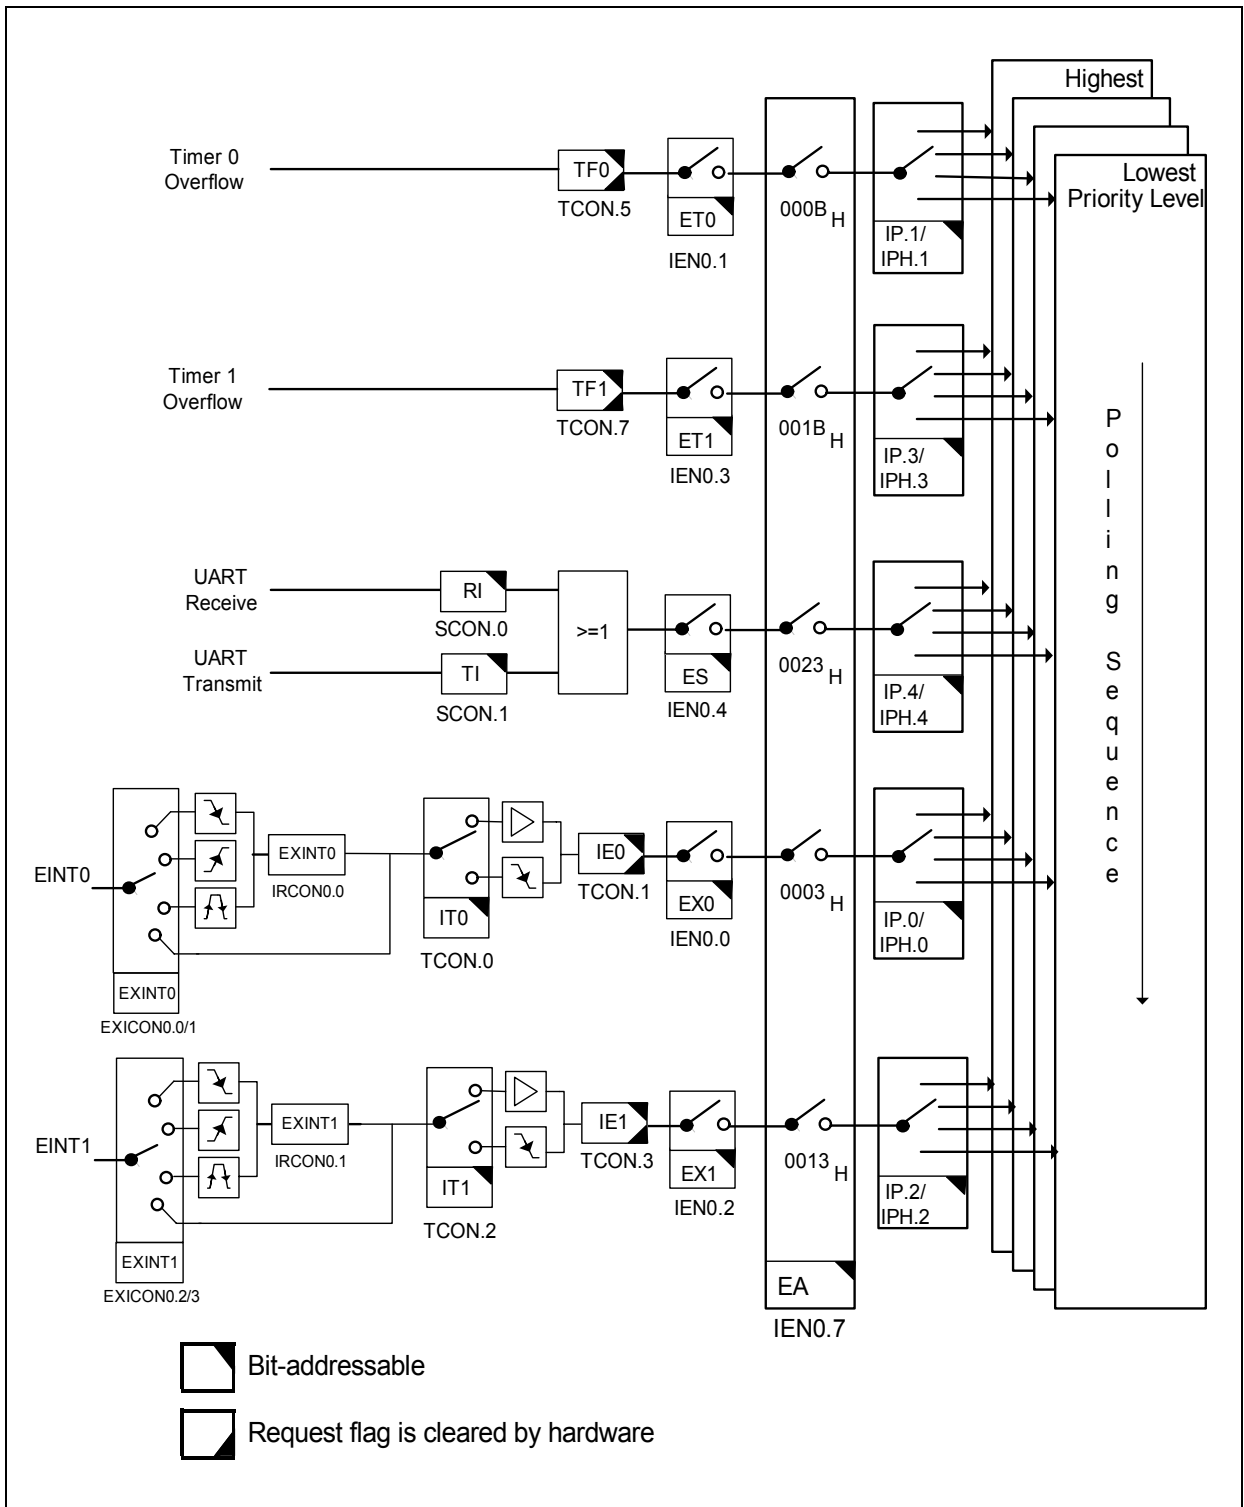 Highest
Lowest
Priority Level
Timer 0
Overflow
TF0
TCON.5
ET0
IEN0.1
000B H
IP.1/
IPH.1
Timer 1
Overflow
TF1
TCON.7
ET1
IEN0.3
001B H
IP.3/
IPH.3
Polling Sequence
UART
Receive
RI
SCON.0
UART
Transmit
TI
SCON.1
>=1
ES
IEN0.4
0023 H
IP.4/
IPH.4
EINT0
EXINT0
EXICON0.0/1
EXINT0
IRCON0.0
IT0
TCON.0
IE0
TCON.1
EX0
IEN0.0
0003 H
IP.0/
IPH.0
EINT1
EXINT1
EXICON0.2/3
EXINT1
IRCON0.1
IT1
TCON.2
IE1
TCON.3
EX1
IEN0.2
0013 H
IP.2/
IPH.2
EA
IEN0.7
Bit-addressable
Request flag is cleared by hardware